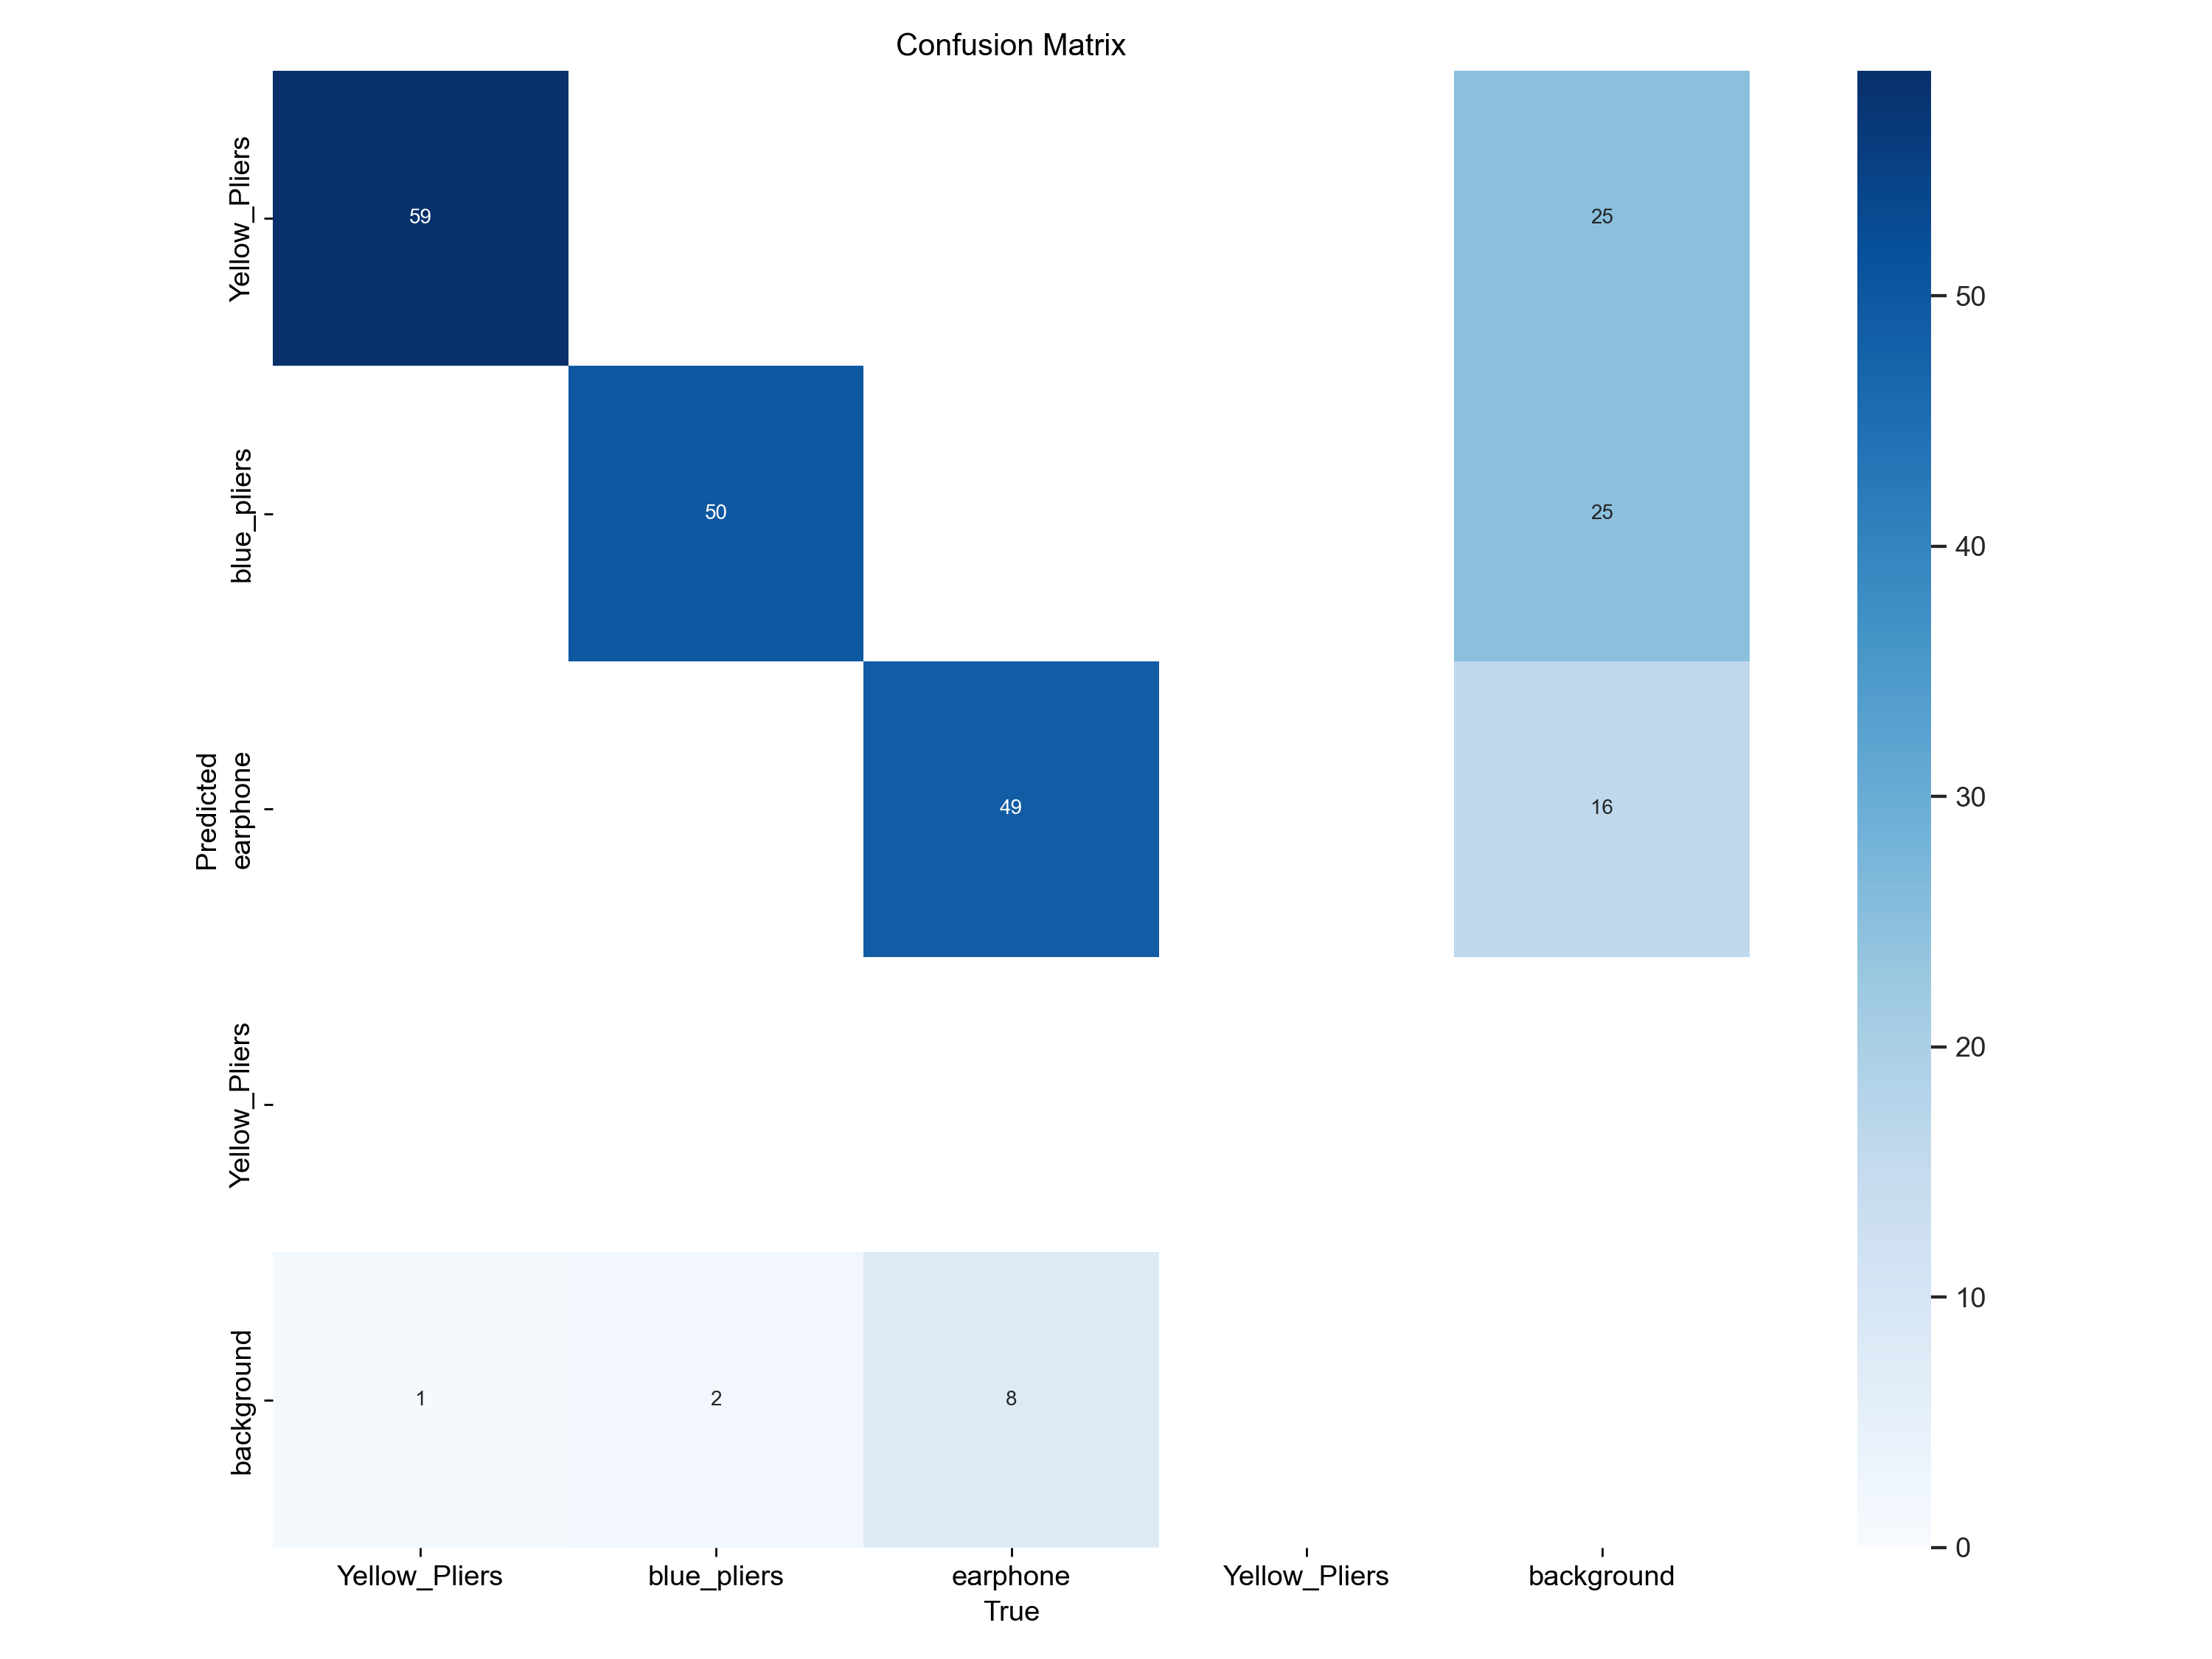 Confusion Matrix
Yellow_Pliers
59
25
50
blue_pliers
50
25
40
Predicted
earphone
49
16
30
20
Yellow_Pliers
10
background
1
2
8
0
Yellow_Pliers
blue_pliers
earphone
Yellow_Pliers
background
True